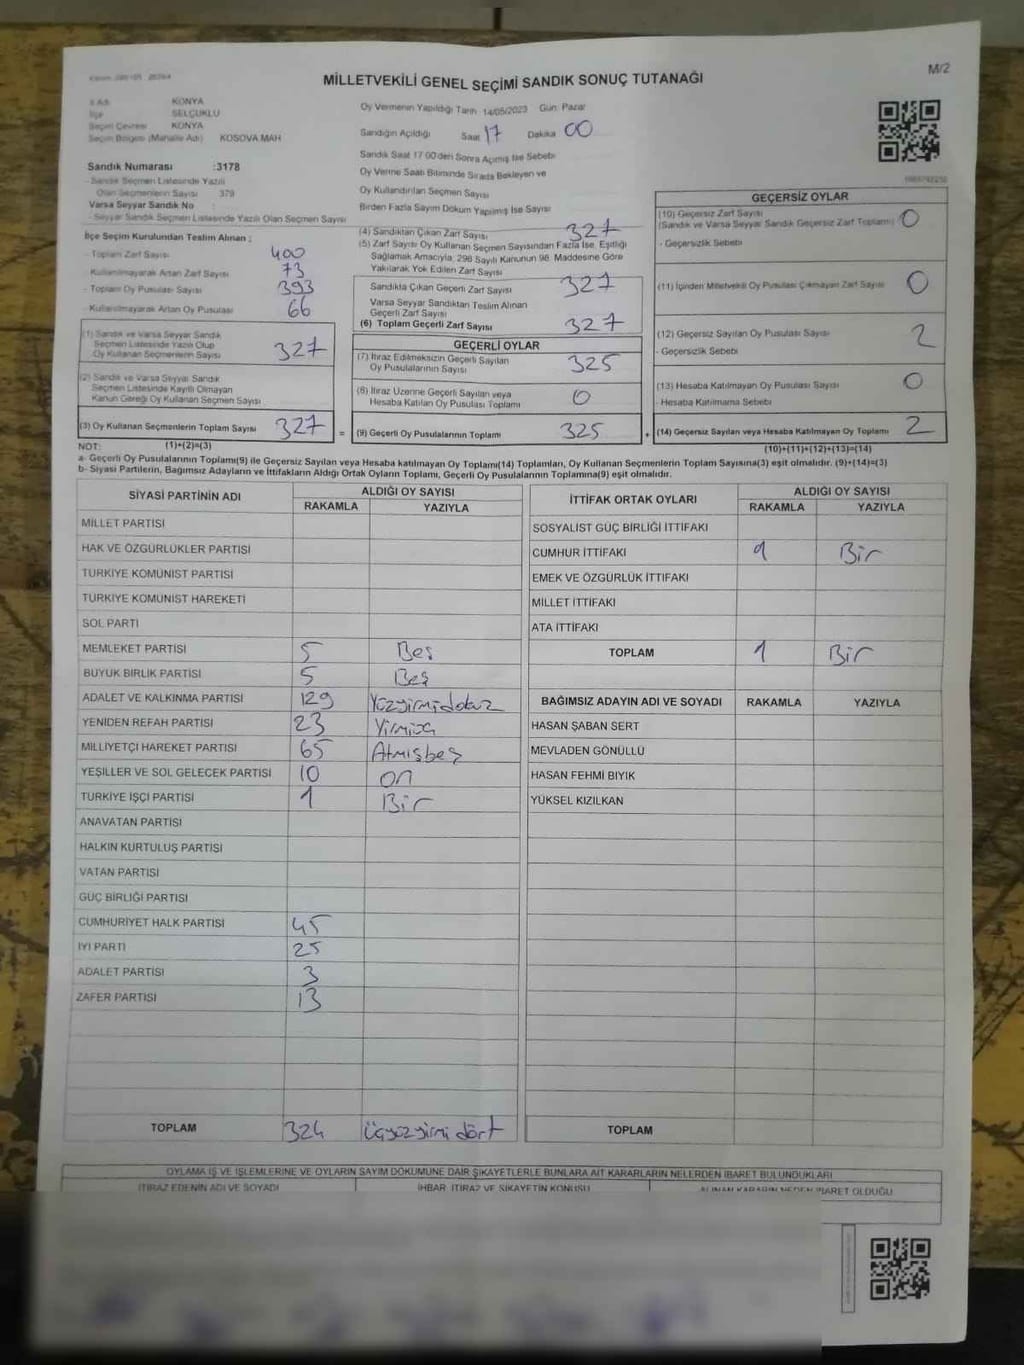 MİLLETVEKİLİ GENEL SEÇİMİ SANDIK SONUÇ TUTANAĞI
M/2
KONYA
İlçe SELÇUKLU
Seçim Çevresi KONYA
Seçim Bölgesi (Mahalle Adı) KOSOVA MAH
Sandık Numarası :3178
- Sandık Seçmen Listesinde Yazılı
Olan Seçmenlerin Sayısı 379
Varsa Seyyar Sandık No :
- Seyyar Sandık Seçmen Listesinde Yazılı Olan Seçmen Sayısı
Oy Vermenin Yapıldığı Tarih 14/05/2023 Gün: Pazar
Sandığın Açıldığı Saat 17 Dakika 00
Sandık Saat 17 00'den Sonra Açılmış İse Sebebi
Oy Verme Saati Bitiminde Sırada Bekleyen ve
Oy Kullandırılan Seçmen Sayısı
Birden Fazla Sayım Döküm Yapılmış İse Sayısı
İlçe Seçim Kurulundan Teslim Alınan :
- Toplam Zarf Sayısı 400
- Kullanılmayarak Artan Zarf Sayısı 73
- Toplam Oy Pusulası Sayısı 393
- Kullanılmayarak Artan Oy Pusulası 66
(1) Sandık ve Varsa Seyyar Sandık
Seçmen Listesinde Yazılı Olup
Oy Kullanan Seçmenlerin Sayısı 327
(2) Sandık ve Varsa Seyyar Sandık
Seçmen Listesinde Kayıtlı Olmayan
Kanun Gereği Oy Kullanan Seçmen Sayısı
(3) Oy Kullanan Seçmenlerin Toplam Sayısı 327
(4) Sandıktan Çıkan Zarf Sayısı 327
(5) Zarf Sayısı Oy Kullanan Seçmen Sayısından Fazla İse, Eşitliği
Sağlamak Amacıyla, 298 Sayılı Kanunun 98. Maddesine Göre
Yakılarak Yok Edilen Zarf Sayısı
Sandıkta Çıkan Geçerli Zarf Sayısı 327
Varsa Seyyar Sandıktan Teslim Alınan
Geçerli Zarf Sayısı
(6) Toplam Geçerli Zarf Sayısı 327
GEÇERLİ OYLAR
(7) İtiraz Edilmeksizin Geçerli Sayılan
Oy Pusulalarının Sayısı 325
(8) İtiraz Üzerine Geçerli Sayılan veya
Hesaba Katılan Oy Pusulası Toplamı 0
= (9) Geçerli Oy Pusulalarının Toplamı 325
GEÇERSİZ OYLAR
(10) Geçersiz Zarf Sayısı
(Sandık ve Varsa Seyyar Sandık Geçersiz Zarf Toplamı) 0
- Geçersizlik Sebebi
(11) İçinden Milletvekili Oy Pusulası Çıkmayan Zarf Sayısı 0
(12) Geçersiz Sayılan Oy Pusulası Sayısı 2
- Geçersizlik Sebebi
(13) Hesaba Katılmayan Oy Pusulası Sayısı 0
- Hesaba Katılmama Sebebi
+ (14) Geçersiz Sayılan veya Hesaba Katılmayan Oy Toplamı 2
NOT: (1)+(2)=(3)
(10)+(11)+(12)+(13)=(14)
a- Geçerli Oy Pusulalarının Toplamı(9) ile Geçersiz Sayılan veya Hesaba katılmayan Oy Toplamı(14) Toplamları, Oy Kullanan Seçmenlerin Toplam Sayısına(3) eşit olmalıdır. (9)+(14)=(3)
b- Siyasi Partilerin, Bağımsız Adayların ve İttifakların Aldığı Ortak Oyların Toplamı, Geçerli Oy Pusulalarının Toplamına(9) eşit olmalıdır.
SİYASİ PARTİNİN ADI ALDIĞI OY SAYISI
RAKAMLA YAZIYLA
MİLLET PARTİSİ
HAK VE ÖZGÜRLÜKLER PARTİSİ
TÜRKİYE KOMÜNİST PARTİSİ
TÜRKİYE KOMÜNİST HAREKETİ
SOL PARTİ
MEMLEKET PARTİSİ 5 Beş
BÜYÜK BİRLİK PARTİSİ 5 Beş
ADALET VE KALKINMA PARTİSİ 129 Yüzyirmidokuz
YENİDEN REFAH PARTİSİ 23
MİLLİYETÇİ HAREKET PARTİSİ 65 Atmışbeş
YEŞİLLER VE SOL GELECEK PARTİSİ 10 On
TÜRKİYE İŞÇİ PARTİSİ 1 Bir
ANAVATAN PARTİSİ
HALKIN KURTULUŞ PARTİSİ
VATAN PARTİSİ
GÜÇ BİRLİĞİ PARTİSİ
CUMHURİYET HALK PARTİSİ 45
İYİ PARTİ 25
ADALET PARTİSİ 3
ZAFER PARTİSİ 13
TOPLAM 324 Üçyüzyirmi dört
İTTİFAK ORTAK OYLARI ALDIĞI OY SAYISI
RAKAMLA YAZIYLA
SOSYALİST GÜÇ BİRLİĞİ İTTİFAKI
CUMHUR İTTİFAKI 1 Bir
EMEK VE ÖZGÜRLÜK İTTİFAKI
MİLLET İTTİFAKI
ATA İTTİFAKI
TOPLAM 1 Bir
BAĞIMSIZ ADAYIN ADI VE SOYADI RAKAMLA YAZIYLA
HASAN ŞABAN SERT
MEVLADEN GÖNÜLLÜ
HASAN FEHMİ BIYIK
YÜKSEL KIZILKAN
TOPLAM
OYLAMA İŞ VE İŞLEMLERİNE VE OYLARIN SAYIM DÖKÜMÜNE DAİR ŞİKAYETLERLE BUNLARA AİT KARARLARIN NELERDEN İBARET BULUNDUKLARI
İTİRAZ EDENİN ADI VE SOYADI İHBAR İTİRAZ VE ŞİKAYETİN KONUSU ALINAN KARARIN NEDEN İBARET OLDUĞU